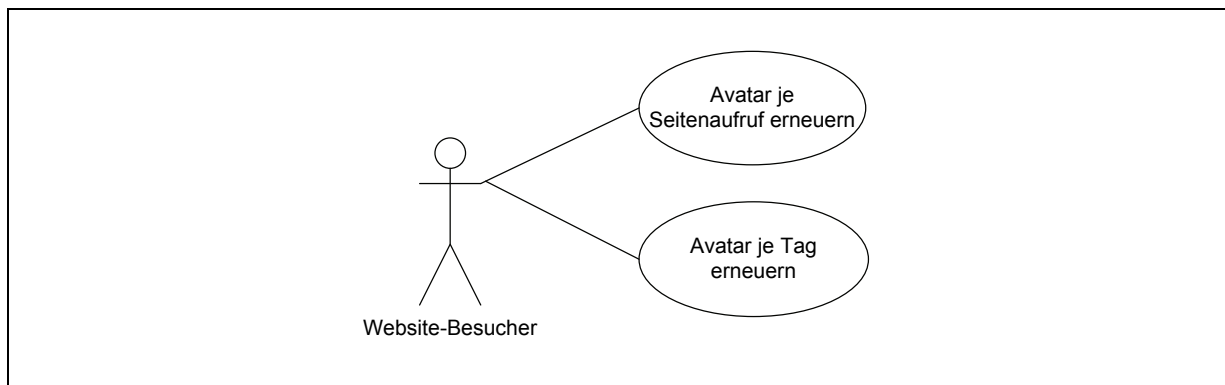 Avatar je
Seitenaufruf erneuern
Avatar je Tag
erneuern
Website-Besucher